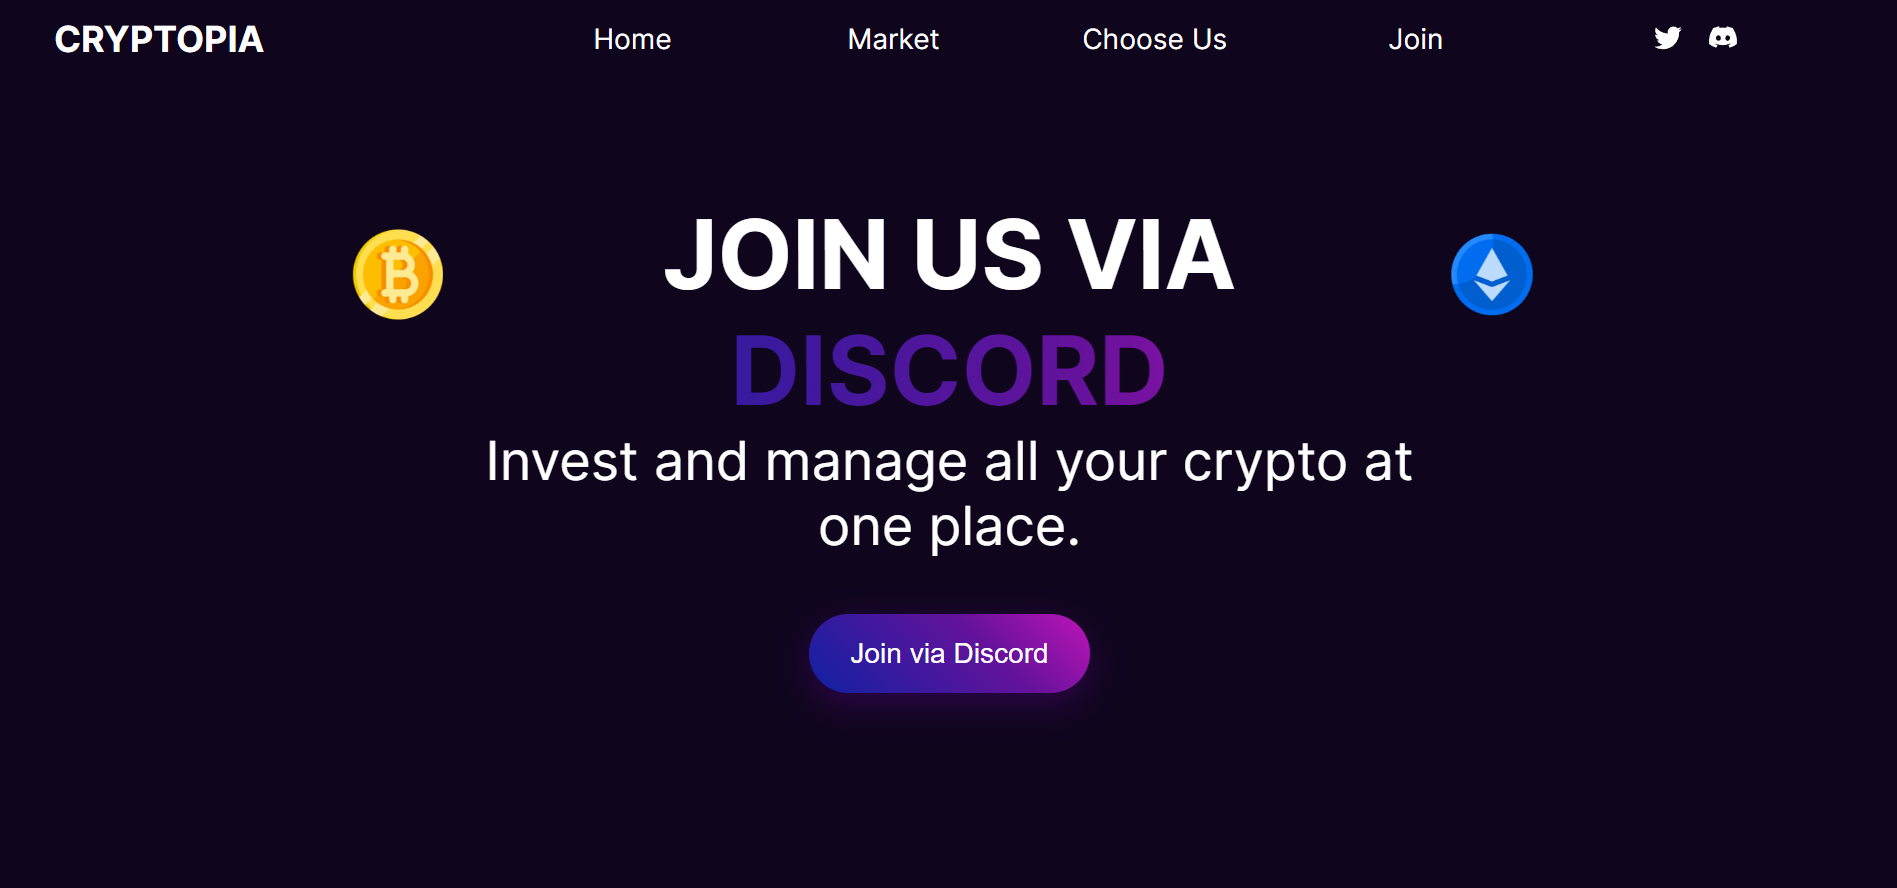 CRYPTOPIA Home Market Choose Us Join
JOIN US VIA
DISCORD
Invest and manage all your crypto at
one place.
Join via Discord